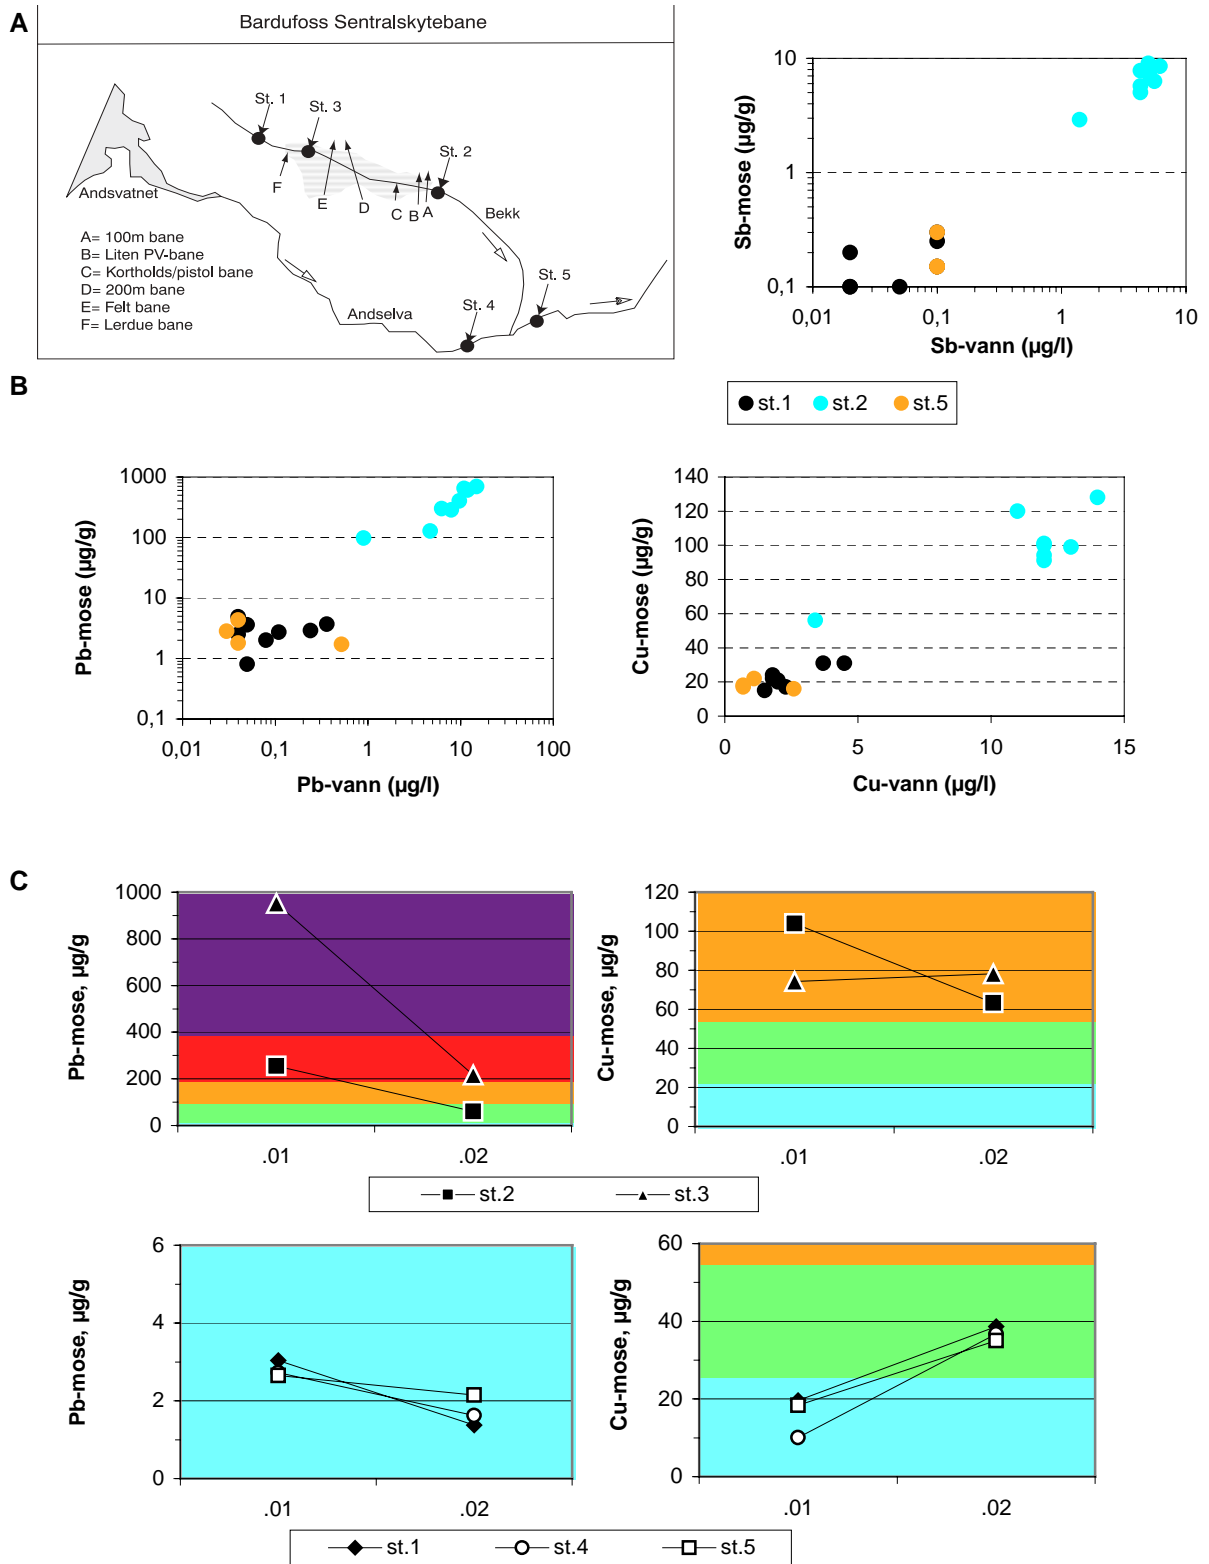 A
Bardufoss Sentralskytebane
St. 1
St. 3
St. 2
F
E
D
C
B
A
Andsvatnet
Bekk
A= 100m bane
B= Liten PV-bane
C= Kortholds/pistol bane
D= 200m bane
E= Felt bane
F= Lerdue bane
St. 5
Andselva
St. 4
Sb-mose (µg/g)
10
1
0,1
0,01
0,1
1
10
Sb-vann (µg/l)
B
st.1
st.2
st.5
Pb-mose (µg/g)
1000
100
10
1
0,1
0,01
0,1
1
10
100
Pb-vann (µg/l)
Cu-mose (µg/g)
140
120
100
80
60
40
20
0
0
5
10
15
Cu-vann (µg/l)
C
Pb-mose, µg/g
1000
800
600
400
200
0
.01
.02
Cu-mose, µg/g
120
100
80
60
40
20
0
.01
.02
st.2
st.3
Pb-mose, µg/g
6
4
2
0
.01
.02
Cu-mose, µg/g
60
40
20
0
.01
.02
st.1
st.4
st.5